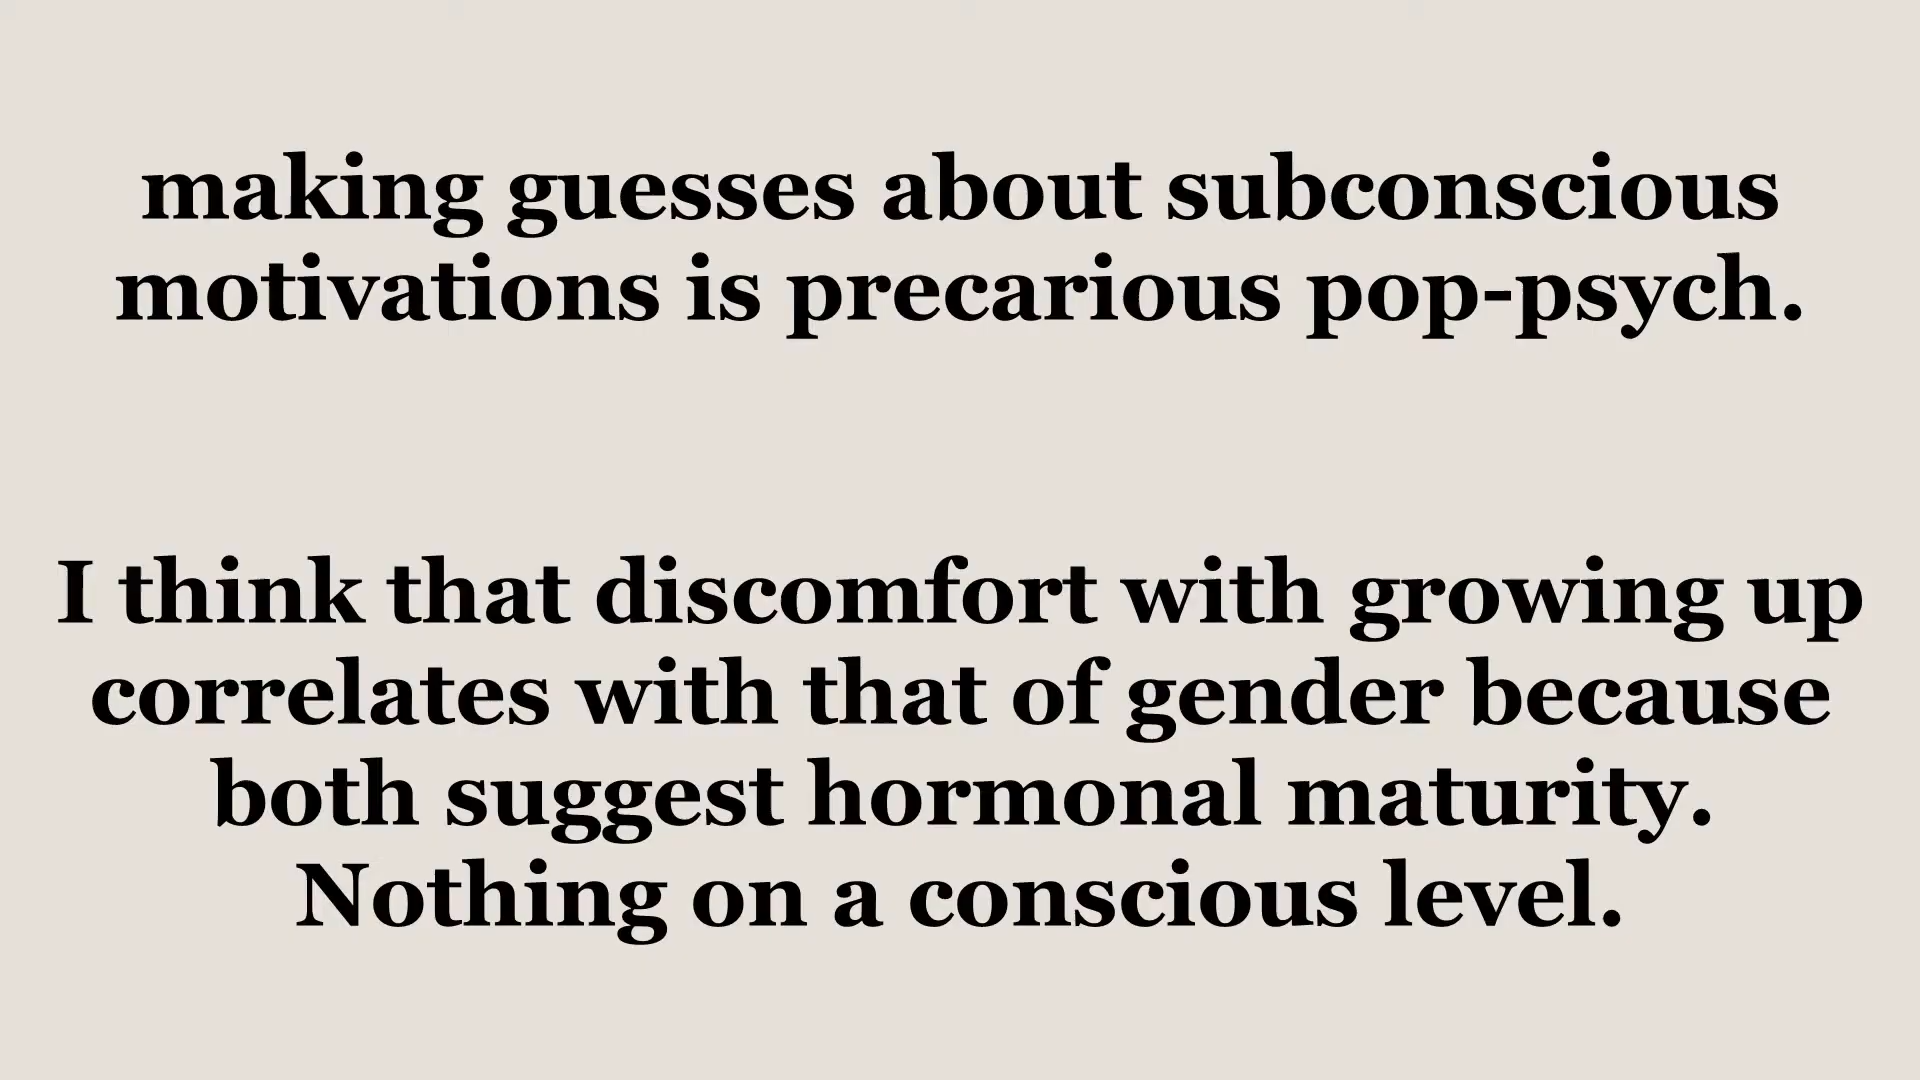 making guesses about subconscious
motivations is precarious pop-psych.
I think that discomfort with growing up
correlates with that of gender because
both suggest hormonal maturity.
Nothing on a conscious level.